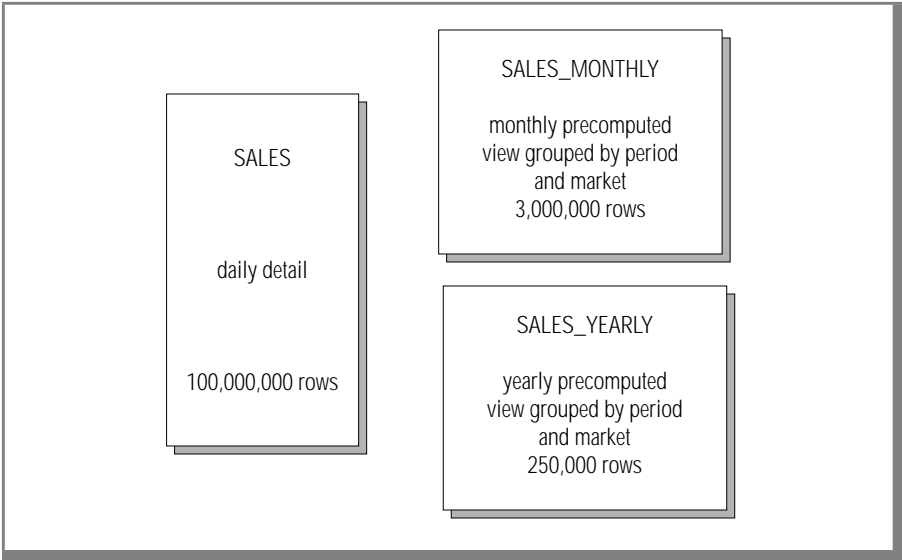 SALES
daily detail
100,000,000 rows
SALES_MONTHLY
monthly precomputed
view grouped by period
and market
3,000,000 rows
SALES_YEARLY
yearly precomputed
view grouped by period
and market
250,000 rows